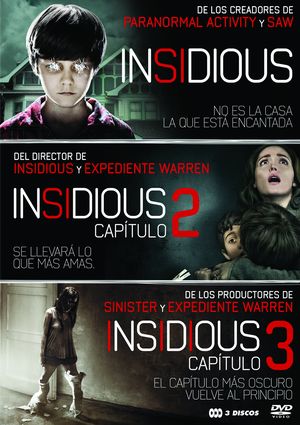 DE LOS CREADORES DE
PARANORMAL ACTIVITY Y SAW
INSIDIOUS
NO ES LA CASA
LA QUE ESTÁ ENCANTADA
DEL DIRECTOR DE
INSIDIOUS Y EXPEDIENTE WARREN
INSIDIOUS
CAPÍTULO 2
SE LLEVARÁ LO
QUE MÁS AMAS.
DE LOS PRODUCTORES DE
SINISTER Y EXPEDIENTE WARREN
INSIDIOUS
CAPÍTULO 3
EL CAPÍTULO MÁS OSCURO
VUELVE AL PRINCIPIO
3 DISCOS
DVD
VIDEO